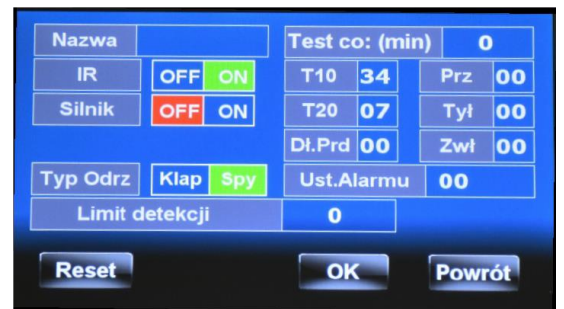 Nazwa Test co: (min) 0
IR OFF ON T10 34 Prz 00
Silnik OFF ON T20 07 Tył 00
Dł.Prd 00 Zwł 00
Typ Odrz Klap Spy Ust.Alarmu 00
Limit detekcji 0
Reset OK Powrót